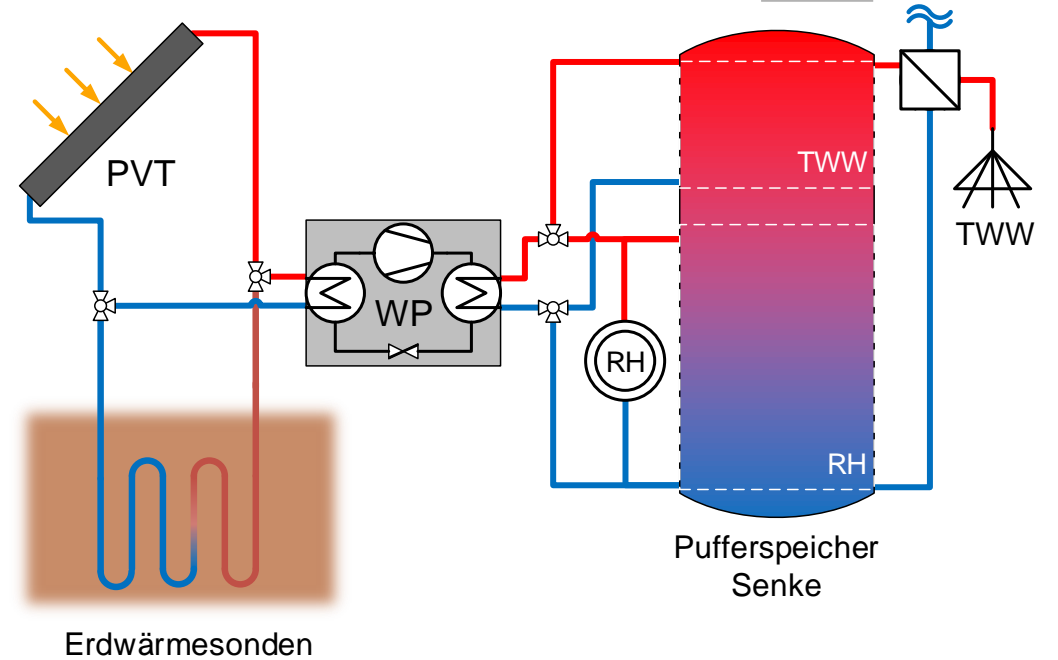 PVT
TWW
TWW
WP
RH
RH
Pufferspeicher
Senke
Erdwärmesonden